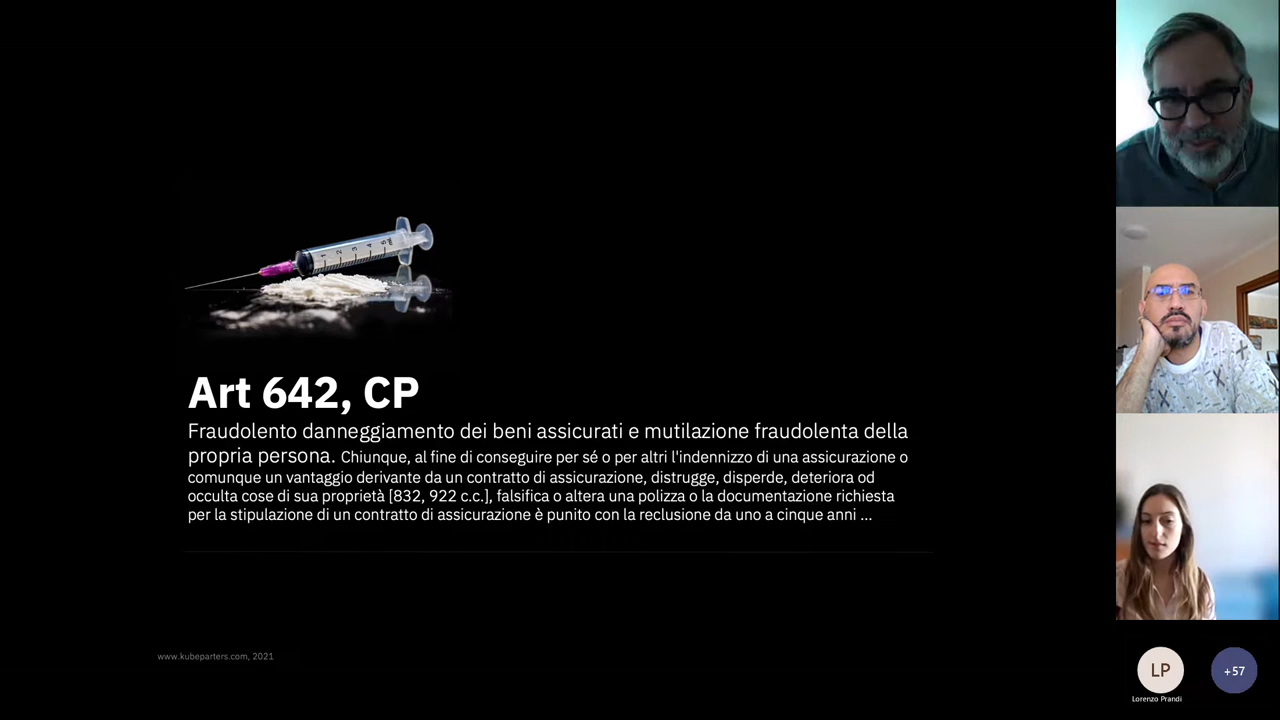 Art 642, CP
Fraudolento danneggiamento dei beni assicurati e mutilazione fraudolenta della
propria persona. Chiunque, al fine di conseguire per sé o per altri l'indennizzo di una assicurazione o
comunque un vantaggio derivante da un contratto di assicurazione, distrugge, disperde, deteriora od
occulta cose di sua proprietà [832, 922 c.c.], falsifica o altera una polizza o la documentazione richiesta
per la stipulazione di un contratto di assicurazione è punito con la reclusione da uno a cinque anni ...
www.kubeparters.com, 2021
LP
+57
Lorenzo Prandi